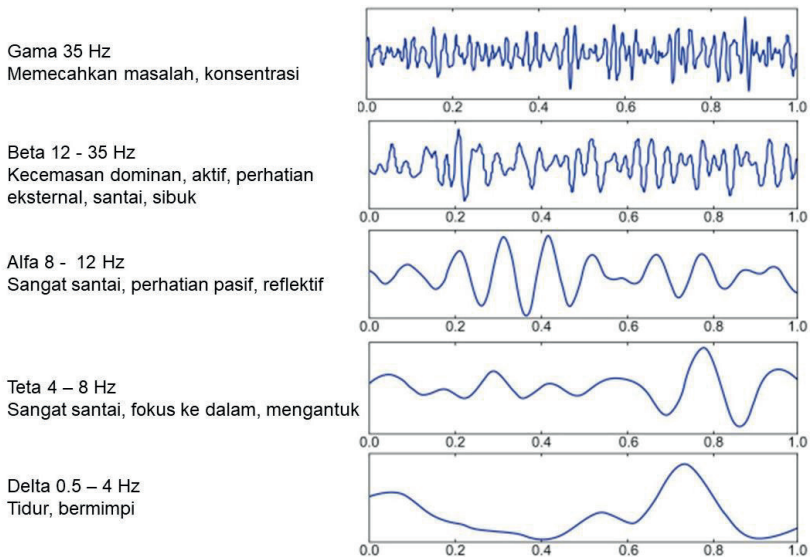 Gama 35 Hz
Memecahkan masalah, konsentrasi
0.0 0.2 0.4 0.6 0.8 1.0
Beta 12 - 35 Hz
Kecemasan dominan, aktif, perhatian
eksternal, santai, sibuk
0.0 0.2 0.4 0.6 0.8 1.0
Alfa 8 - 12 Hz
Sangat santai, perhatian pasif, reflektif
0.0 0.2 0.4 0.6 0.8 1.0
Teta 4 – 8 Hz
Sangat santai, fokus ke dalam, mengantuk
0.0 0.2 0.4 0.6 0.8 1.0
Delta 0.5 – 4 Hz
Tidur, bermimpi
0.0 0.2 0.4 0.6 0.8 1.0